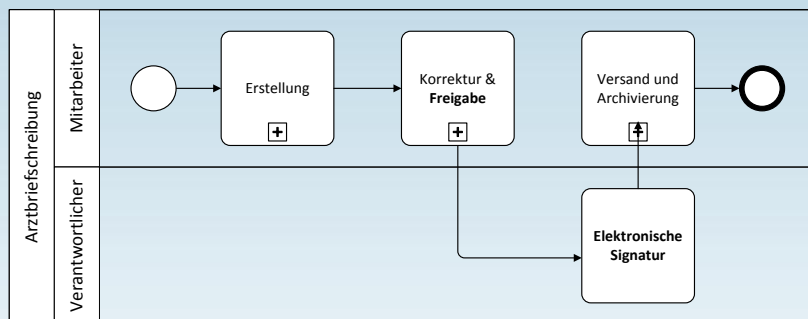 Arztbriefschreibung
Mitarbeiter
Erstellung
Korrektur &
Freigabe
Versand und
Archivierung
Verantwortlicher
Elektronische
Signatur